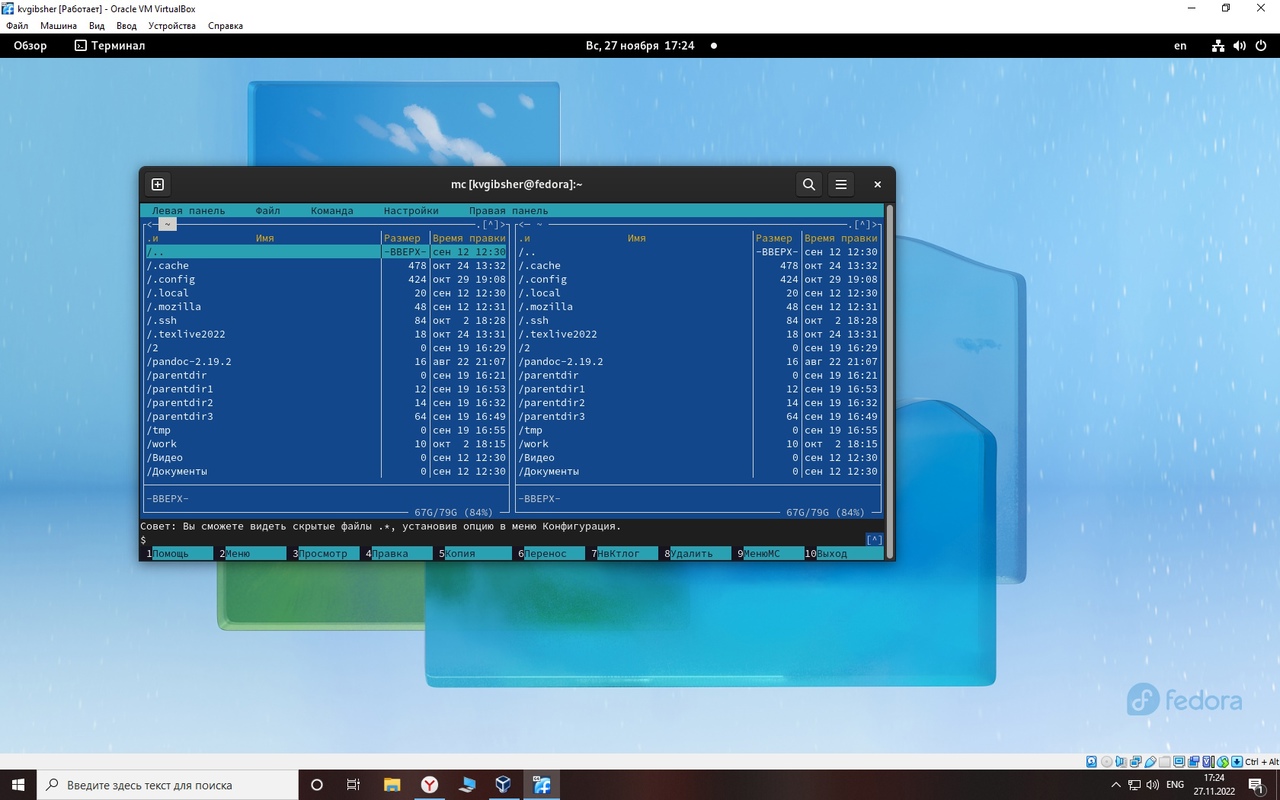 kvgibsher [Работает] - Oracle VM VirtualBox
Файл Машина Вид Ввод Устройства Справка
Обзор Терминал Вс, 27 ноября 17:24 en
mc [kvgibsher@fedora]:~
Левая панель Файл Команда Настройки Правая панель
<- ~ .[^]> <- ~ .[^]>
.и Имя Размер Время правки .и Имя Размер Время правки
/.. -ВВЕРХ- сен 12 12:30 /.. -ВВЕРХ- сен 12 12:30
/.cache 478 окт 24 13:32 /.cache 478 окт 24 13:32
/.config 424 окт 29 19:08 /.config 424 окт 29 19:08
/.local 20 сен 12 12:30 /.local 20 сен 12 12:30
/.mozilla 48 сен 12 12:31 /.mozilla 48 сен 12 12:31
/.ssh 84 окт 2 18:28 /.ssh 84 окт 2 18:28
/.texlive2022 18 окт 24 13:31 /.texlive2022 18 окт 24 13:31
/2 0 сен 19 16:29 /2 0 сен 19 16:29
/pandoc-2.19.2 16 авг 22 21:07 /pandoc-2.19.2 16 авг 22 21:07
/parentdir 0 сен 19 16:21 /parentdir 0 сен 19 16:21
/parentdir1 12 сен 19 16:53 /parentdir1 12 сен 19 16:53
/parentdir2 14 сен 19 16:32 /parentdir2 14 сен 19 16:32
/parentdir3 64 сен 19 16:49 /parentdir3 64 сен 19 16:49
/tmp 0 сен 19 16:55 /tmp 0 сен 19 16:55
/work 10 окт 2 18:15 /work 10 окт 2 18:15
/Видео 0 сен 12 12:30 /Видео 0 сен 12 12:30
/Документы 0 сен 12 12:30 /Документы 0 сен 12 12:30
-ВВЕРХ- -ВВЕРХ-
67G/79G (84%) 67G/79G (84%)
Совет: Вы сможете видеть скрытые файлы .*, установив опцию в меню Конфигурация.
$ [^]
1Помощь 2Меню 3Просмотр 4Правка 5Копия 6Перенос 7НвКтлог 8Удалить 9МенюМС 10Выход
fedora
Ctrl + Alt
Введите здесь текст для поиска
ENG 17:24
27.11.2022
1